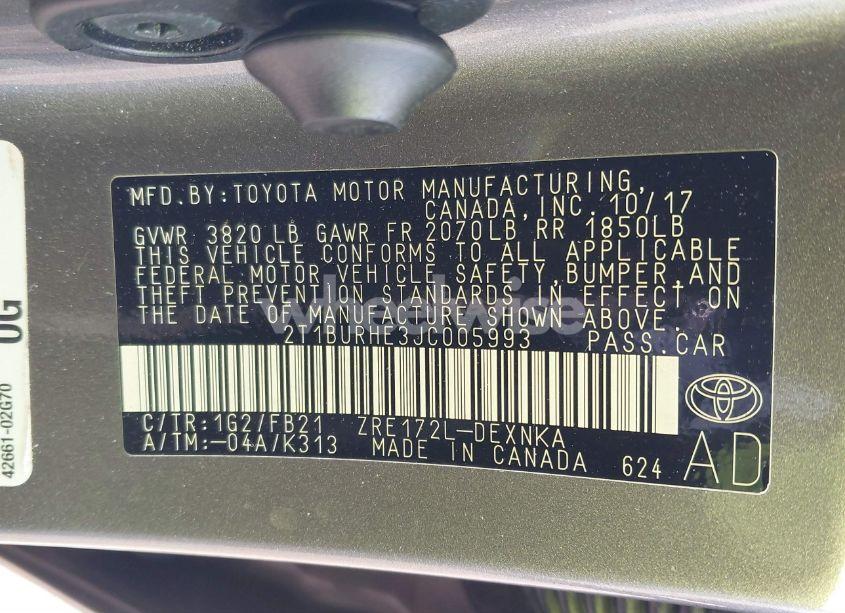 MFD.BY:TOYOTA MOTOR MANUFACTURING,
CANADA, INC. 10/17
GVWR 3820 LB GAWR FR 2070LB RR 1850LB
THIS VEHICLE CONFORMS TO ALL APPLICABLE
FEDERAL MOTOR VEHICLE SAFETY, BUMPER, AND
THEFT PREVENTION STANDARDS IN EFFECT ON
THE DATE OF MANUFACTURE SHOWN ABOVE.
wheelwise
2T1BURHE3JC005993 PASS.CAR
C/TR:1G2/FB21 ZRE172L-DEXNKA
A/TM:-04A/K313 MADE IN CANADA 624 AD
42661-02G70
0G